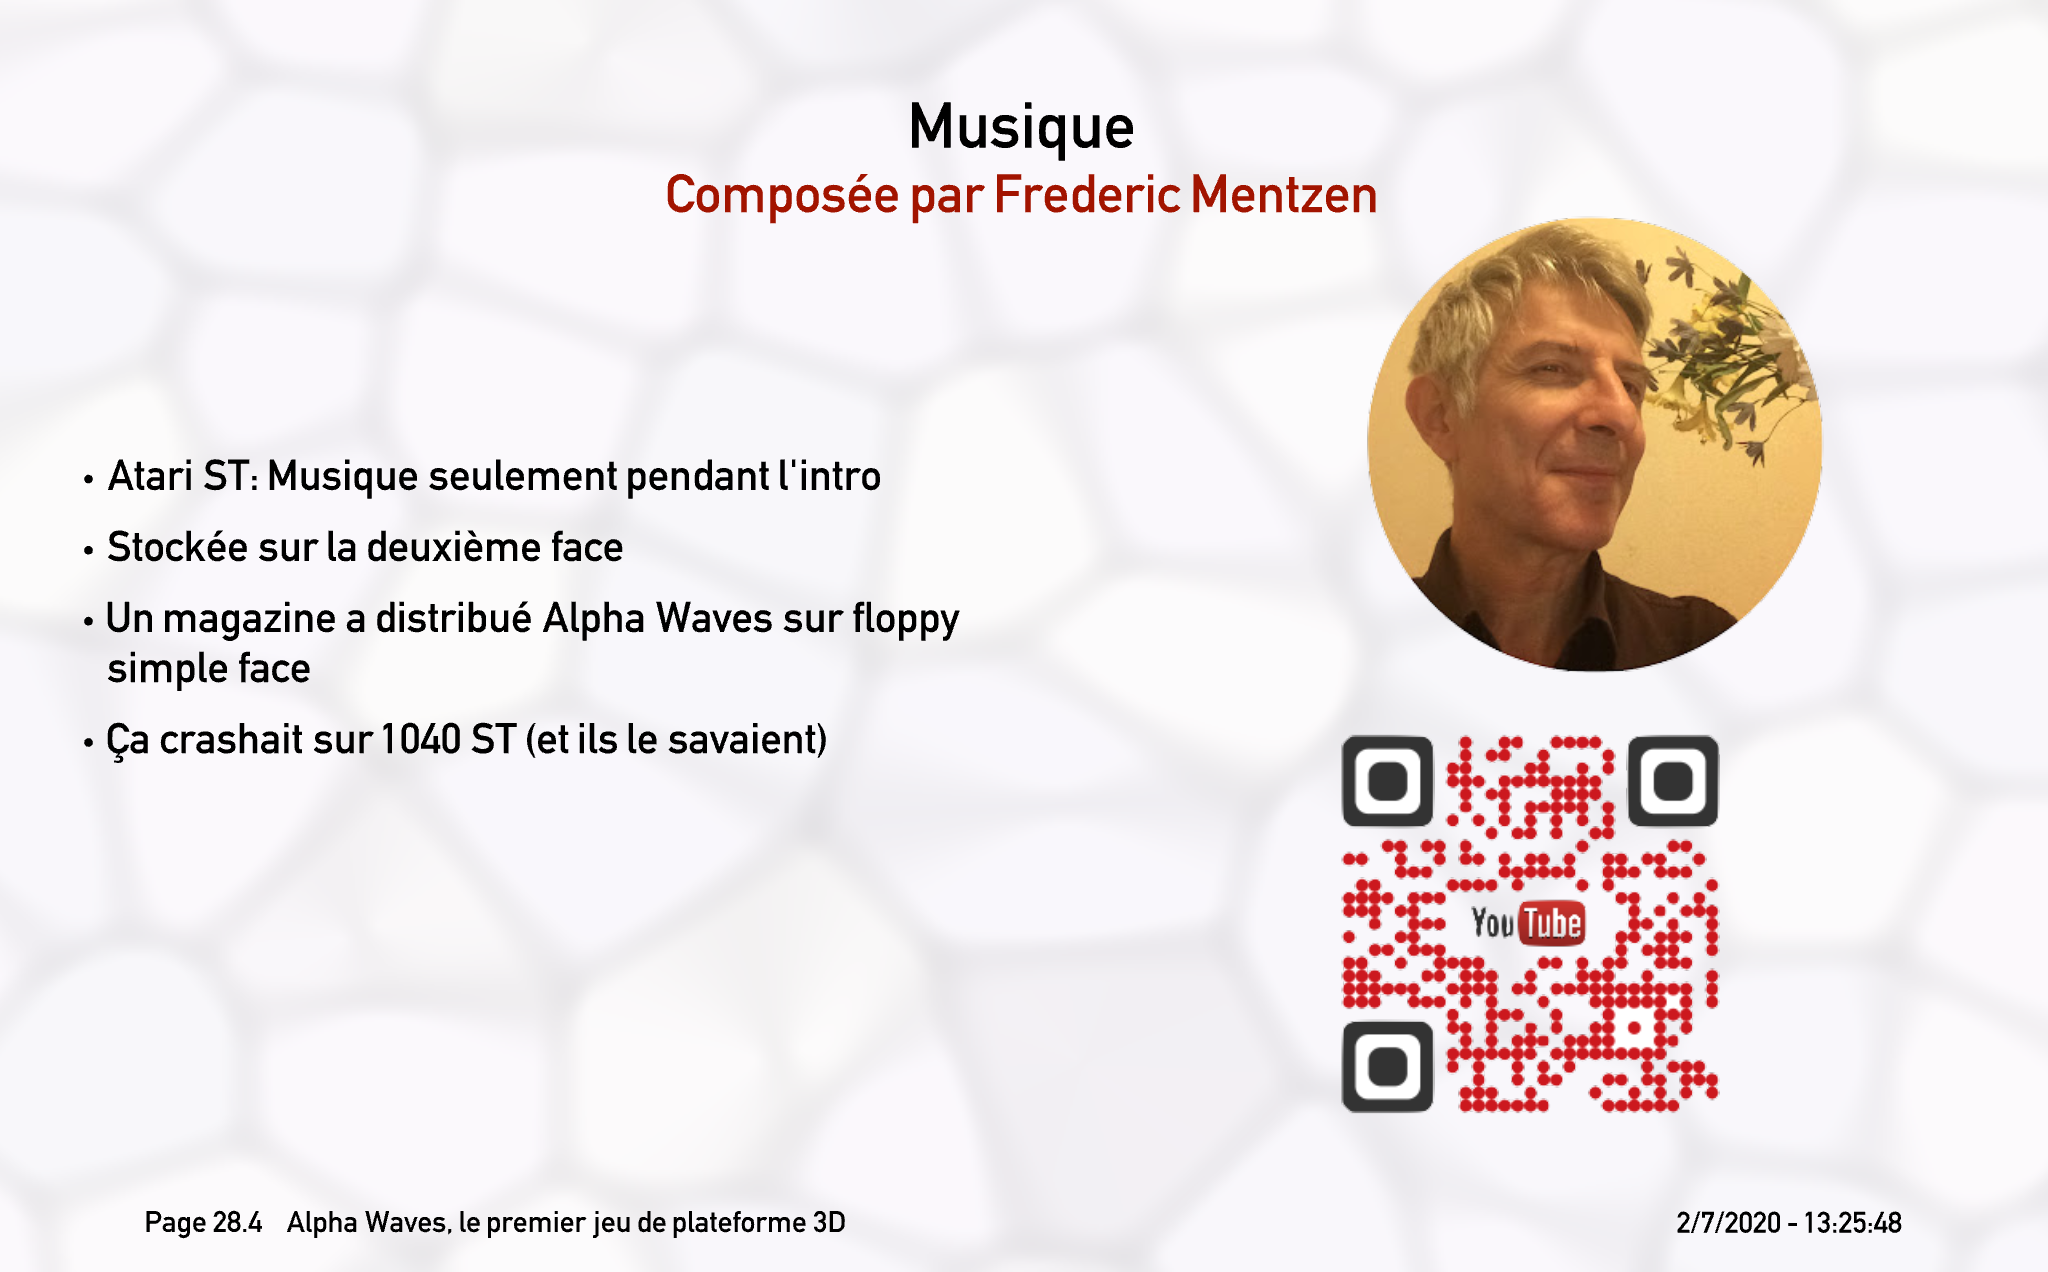 Musique
Composée par Frederic Mentzen
• Atari ST: Musique seulement pendant l'intro
• Stockée sur la deuxième face
• Un magazine a distribué Alpha Waves sur floppy
simple face
• Ça crashait sur 1040 ST (et ils le savaient)
YouTube
Page 28.4 Alpha Waves, le premier jeu de plateforme 3D
2/7/2020 - 13:25:48